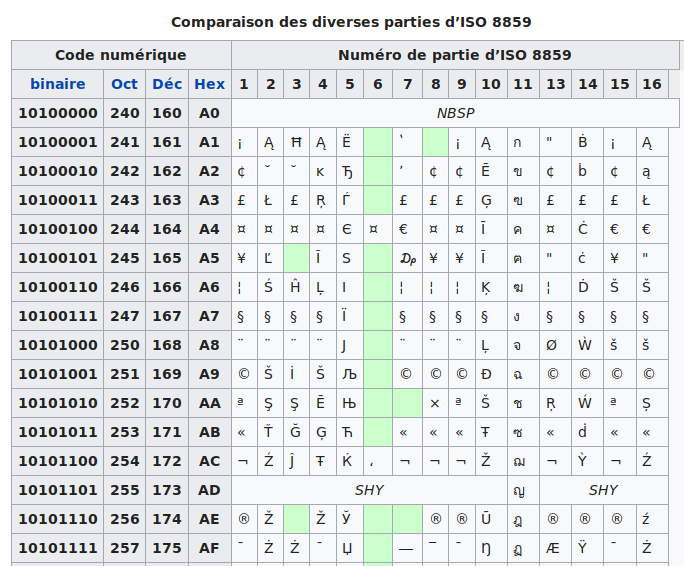 Comparaison des diverses parties d’ISO 8859
Code numérique Numéro de partie d’ISO 8859
binaire Oct Déc Hex 1 2 3 4 5 6 7 8 9 10 11 13 14 15 16
10100000 240 160 A0 NBSP
10100001 241 161 A1 ¡ Ą Ħ Ą Ё ‛ ¡ Ą ก " Ḃ ¡ Ą
10100010 242 162 A2 ¢ ˘ ˘ ĸ Ђ ’ ¢ ¢ Ē ข ¢ ḃ ¢ ą
10100011 243 163 A3 £ Ł £ Ŗ Ѓ £ £ £ Ģ ฃ £ £ £ Ł
10100100 244 164 A4 ¤ ¤ ¤ ¤ Є ¤ € ¤ ¤ Ī ค ¤ Ċ € €
10100101 245 165 A5 ¥ Ľ Ĩ Ѕ ₯ ¥ ¥ Ĩ ฅ " ċ ¥ "
10100110 246 166 A6 ¦ Ś Ĥ Ļ І ¦ ¦ ¦ Ķ ฆ ¦ Ḋ Š Š
10100111 247 167 A7 § § § § Ї § § § § ง § § § §
10101000 250 168 A8 ¨ ¨ ¨ ¨ Ј ¨ ¨ ¨ Ļ จ Ø Ẁ š š
10101001 251 169 A9 © Š İ Š Љ © © © Đ ฉ © © © ©
10101010 252 170 AA ª Ş Ş Ē Њ × ª Š ช Ŗ Ẃ ª Ș
10101011 253 171 AB « Ť Ğ Ģ Ћ « « « Ŧ ซ « ḋ « «
10101100 254 172 AC ¬ Ź Ĵ Ŧ Ќ ، ¬ ¬ ¬ Ž ฌ ¬ Ỳ ¬ Ź
10101101 255 173 AD SHY ญ SHY
10101110 256 174 AE ® Ž Ž Ў ® ® Ū ฎ ® ® ® ź
10101111 257 175 AF ¯ Ż Ż ¯ Џ ― ¯ ¯ Ŋ ฏ Æ Ÿ ¯ Ż